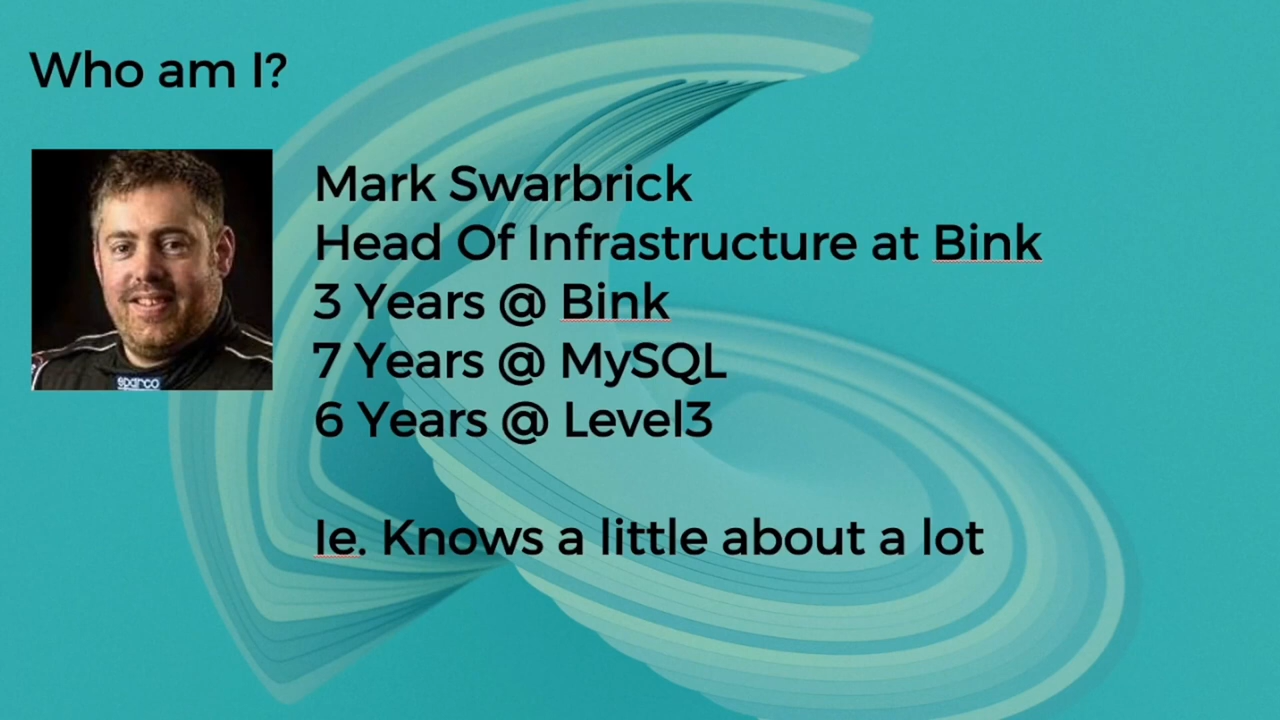 Who am I?
Mark Swarbrick
Head Of Infrastructure at Bink
3 Years @ Bink
7 Years @ MySQL
6 Years @ Level3
Ie. Knows a little about a lot
sparco